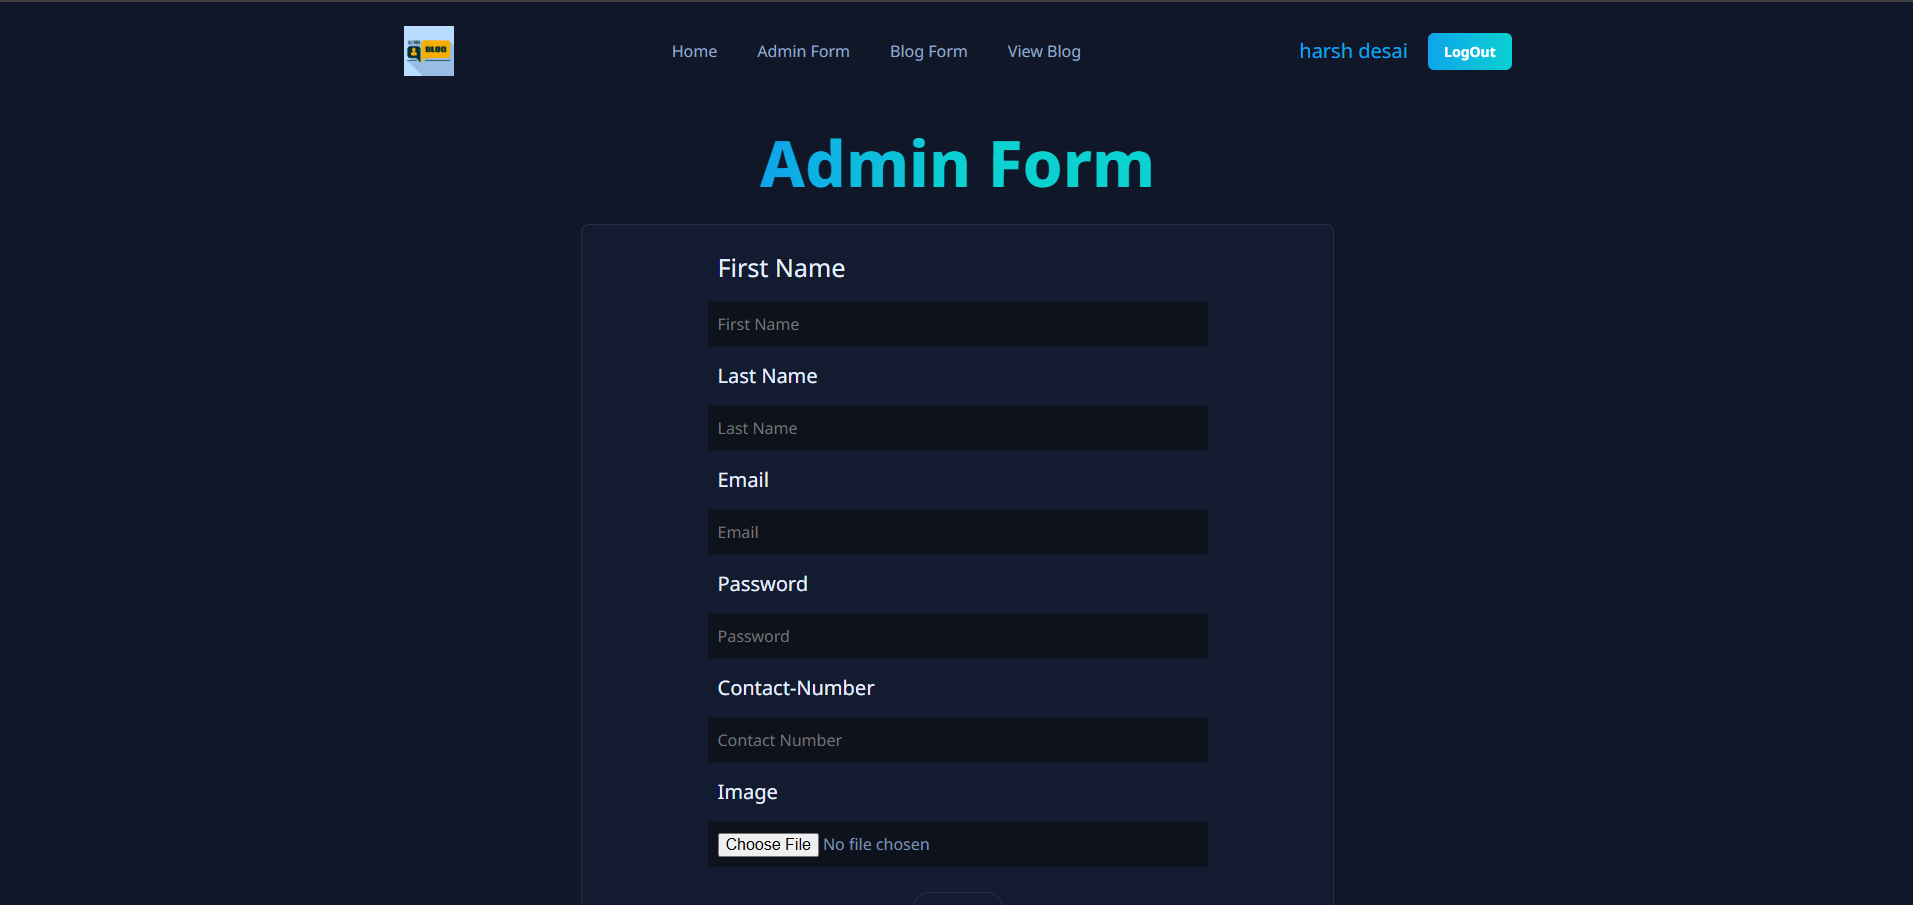 BLOG
Home
Admin Form
Blog Form
View Blog
harsh desai
LogOut
Admin Form
First Name
First Name
Last Name
Last Name
Email
Email
Password
Password
Contact-Number
Contact Number
Image
Choose File No file chosen